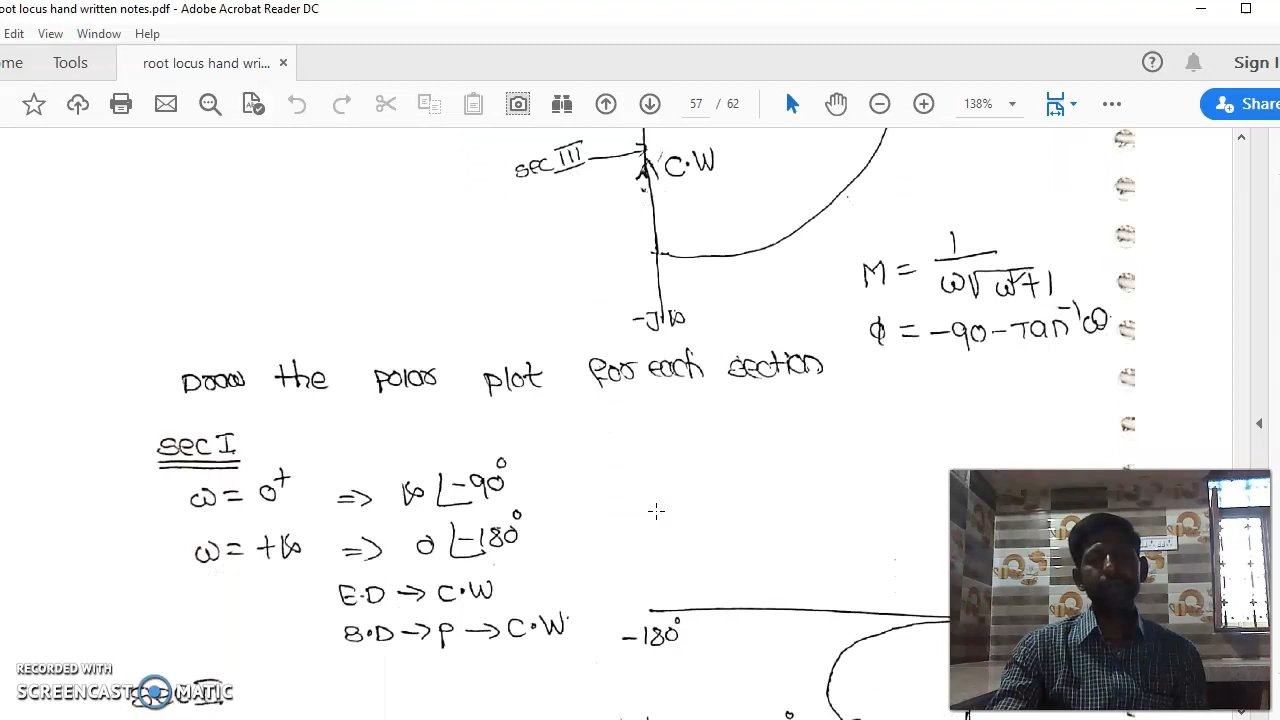 root locus hand written notes.pdf - Adobe Acrobat Reader DC
Edit View Window Help
ome Tools root locus hand wri... × Sign I
57 / 62 138% Share
sec III C.W
M = 1 / ω√ω²+1
-j∞
φ = -90 - Tan⁻¹ω
Draw the polar plot for each section
sec I
ω = 0⁺ => ∞ ∠-90°
ω = +∞ => 0 ∠-180°
E.D → C.W
S.D → P → C.W
-180°
RECORDED WITH
SCREENCAST MATIC